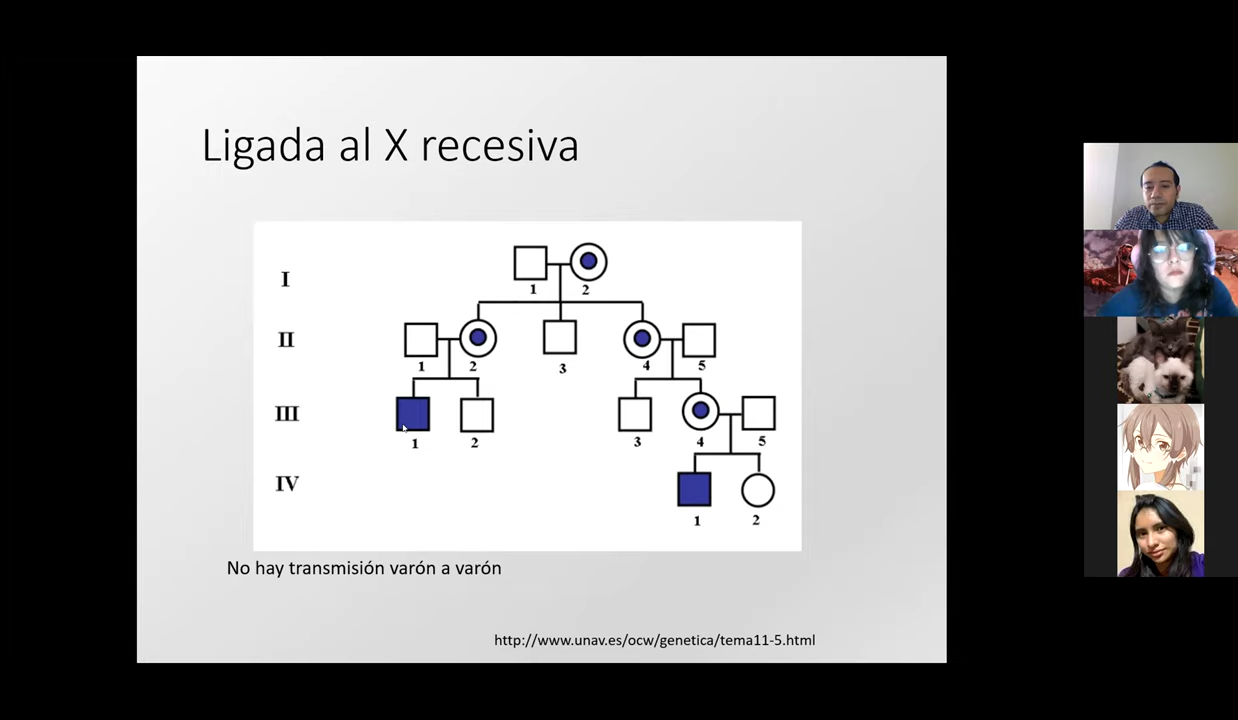 Ligada al X recesiva
I
1 2
II
1 2 3 4 5
III
1 2 3 4 5
IV
1 2
No hay transmisión varón a varón
http://www.unav.es/ocw/genetica/tema11-5.html